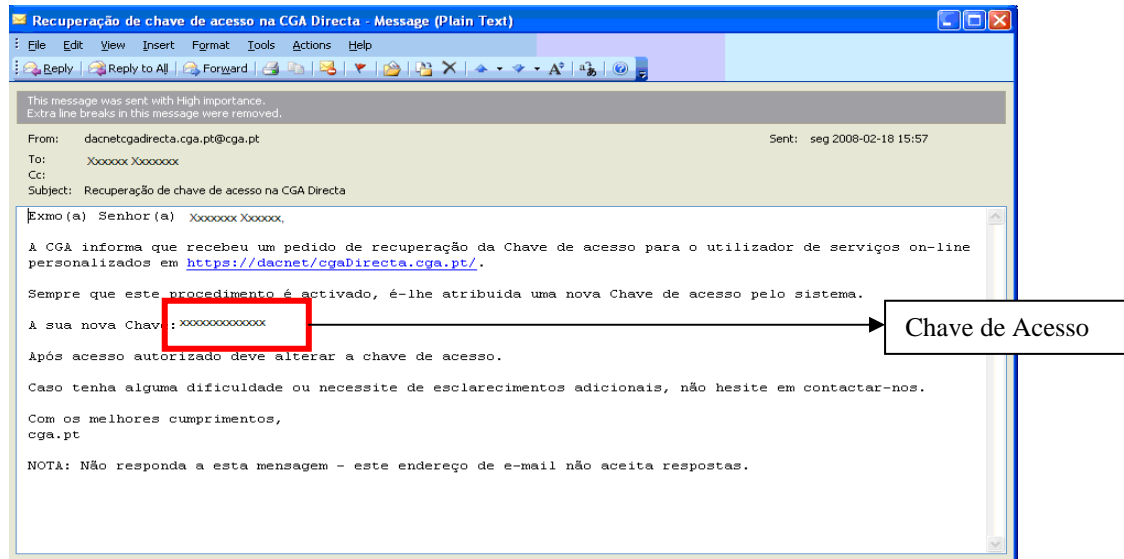 Recuperação de chave de acesso na CGA Directa - Message (Plain Text)
File Edit View Insert Format Tools Actions Help
Reply Reply to All Forward
This message was sent with High importance.
Extra line breaks in this message were removed.
From: dacnetcgadirecta.cga.pt@cga.pt Sent: seg 2008-02-18 15:57
To: Xxxxxx Xxxxxxx
Cc:
Subject: Recuperação de chave de acesso na CGA Directa
Exmo(a) Senhor(a) Xxxxxxx Xxxxxx,
A CGA informa que recebeu um pedido de recuperação da Chave de acesso para o utilizador de serviços on-line
personalizados em https://dacnet/cgaDirecta.cga.pt/.
Sempre que este procedimento é activado, é-lhe atribuida uma nova Chave de acesso pelo sistema.
A sua nova Chave: xxxxxxxxxxxxx
Chave de Acesso
Após acesso autorizado deve alterar a chave de acesso.
Caso tenha alguma dificuldade ou necessite de esclarecimentos adicionais, não hesite em contactar-nos.
Com os melhores cumprimentos,
cga.pt
NOTA: Não responda a esta mensagem - este endereço de e-mail não aceita respostas.